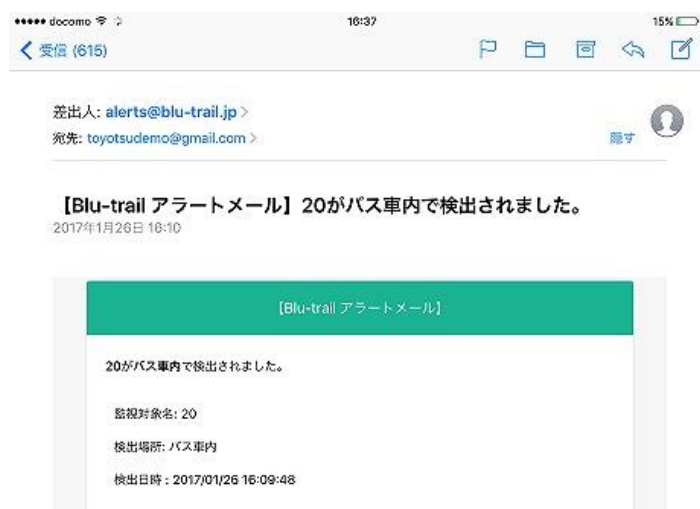 docomo 16:37 15%
受信 (615)
差出人: alerts@blu-trail.jp
宛先: toyotsudemo@gmail.com 隠す
【Blu-trail アラートメール】20がバス車内で検出されました。
2017年1月26日 16:10
【Blu-trail アラートメール】
20がバス車内で検出されました。
監視対象名: 20
検出場所: バス車内
検出日時 : 2017/01/26 16:09:48